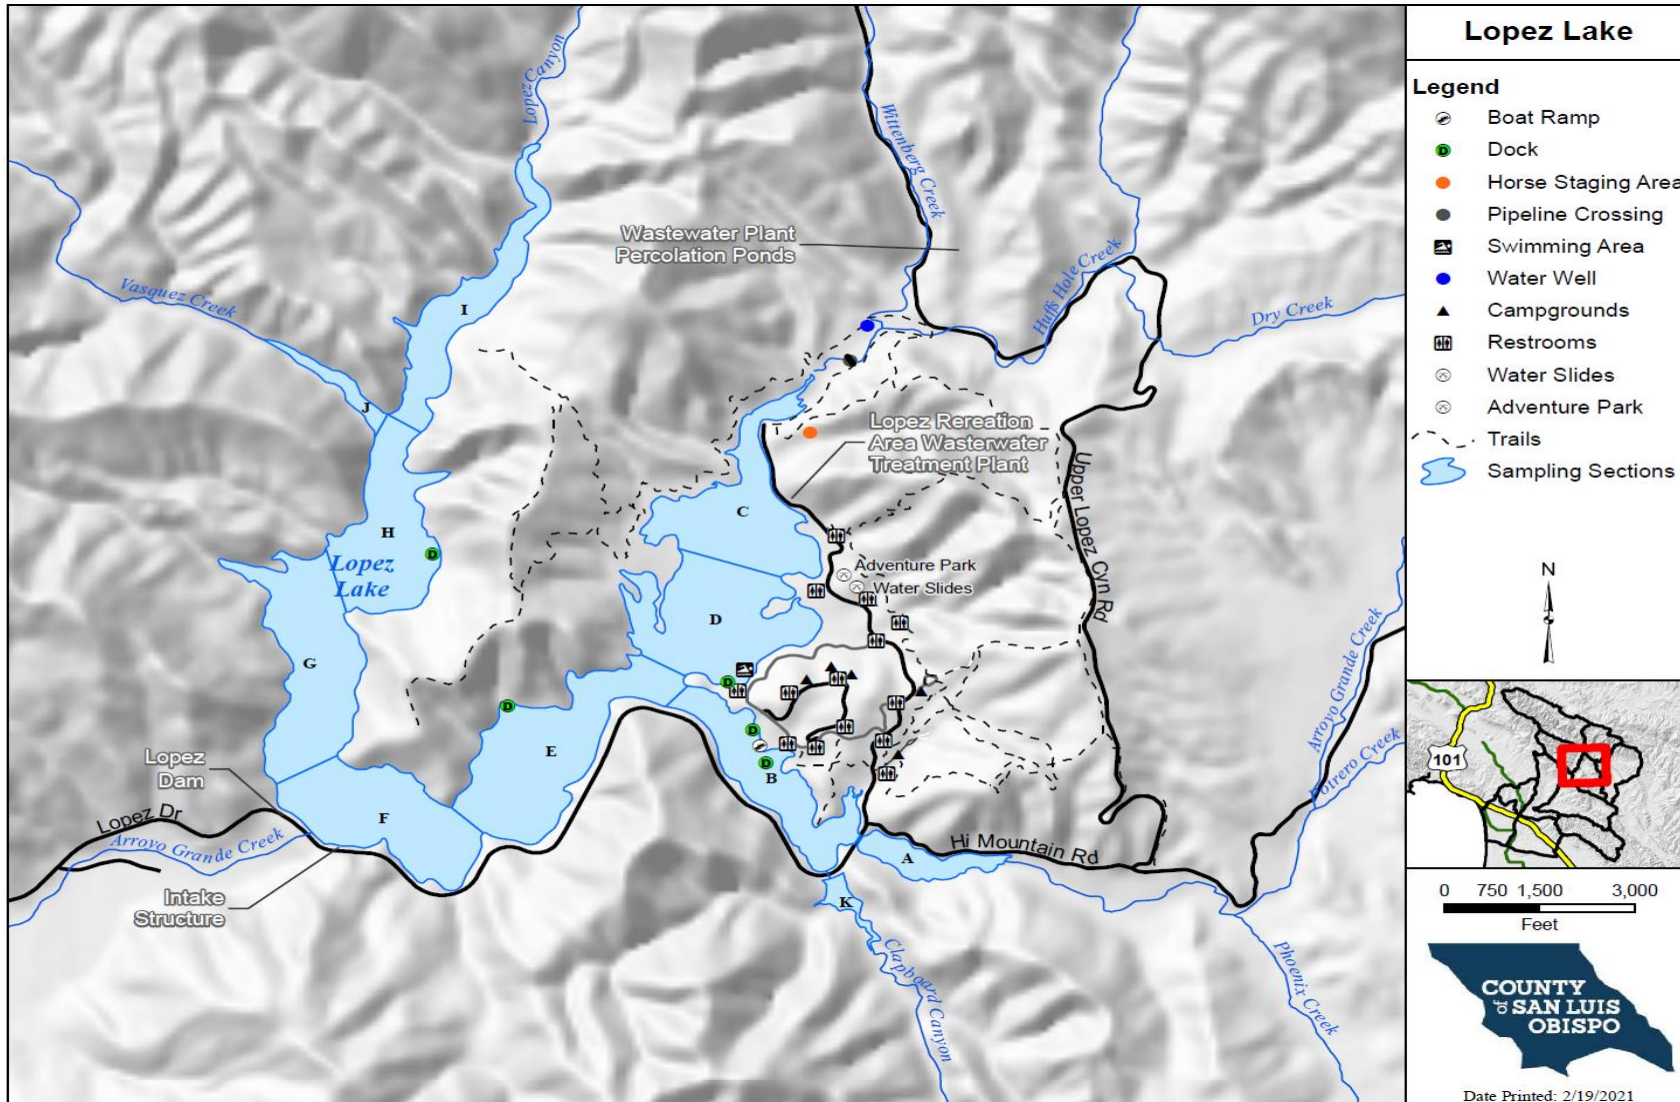 Lopez Lake
Legend
Boat Ramp
D Dock
Horse Staging Area
Pipeline Crossing
Swimming Area
Water Well
Campgrounds
Restrooms
Water Slides
Adventure Park
Trails
Sampling Sections
N
101
0 750 1,500 3,000
Feet
COUNTY
of SAN LUIS
OBISPO
Date Printed: 2/19/2021
Lopez Canyon
Wittenberg Creek
Wastewater Plant
Percolation Ponds
Huffs Hole Creek
Dry Creek
Vasquez Creek
I
J
Lopez Rereation
Area Wasterwater
Treatment Plant
Upper Lopez Cyn Rd
C
H
D
Lopez
Lake
Adventure Park
Water Slides
D
G
D
D
E
D
D
B
Arroyo Grande Creek
Potrero Creek
Lopez
Dam
Lopez Dr
F
Arroyo Grande Creek
Hi Mountain Rd
A
K
Intake
Structure
Clapboard Canyon
Phoenix Creek